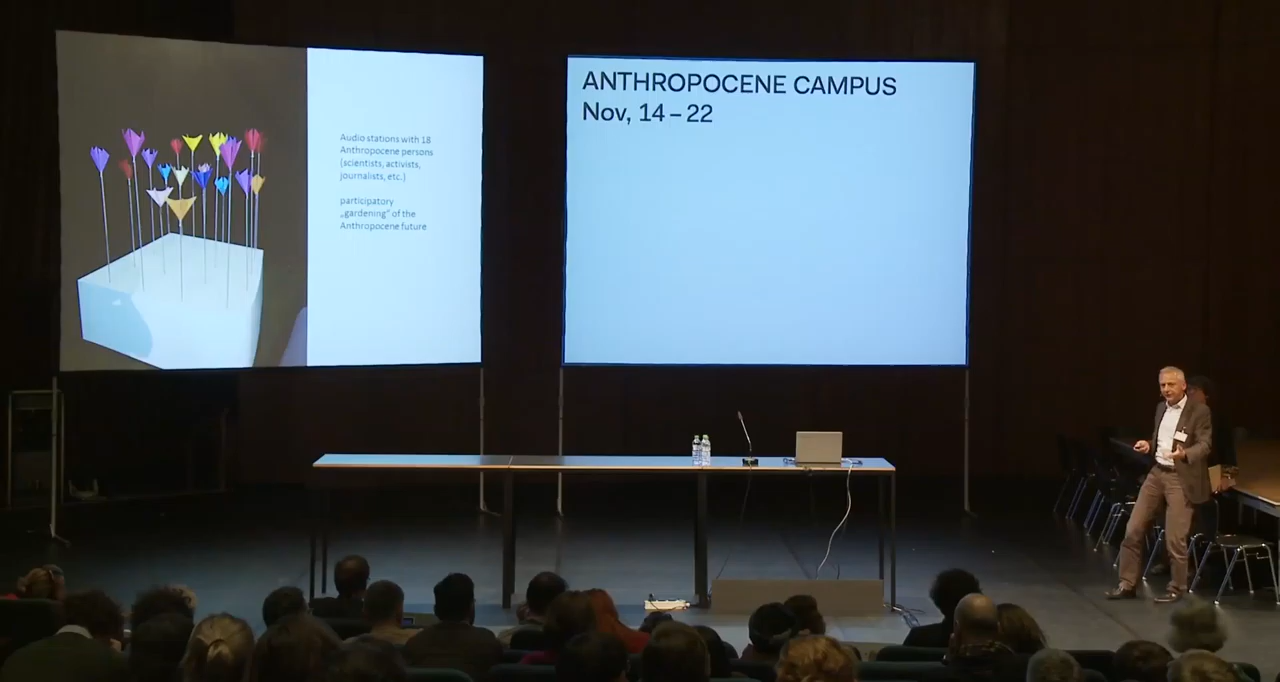 Audio stations with 18
Anthropocene persons
(scientists, activists,
journalists, etc.)
participatory
„gardening“ of the
Anthropocene future
ANTHROPOCENE CAMPUS
Nov, 14 – 22